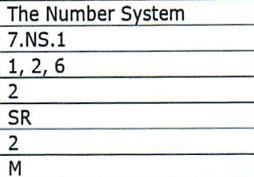 The Number System
7.NS.1
1, 2, 6
2
SR
2
M